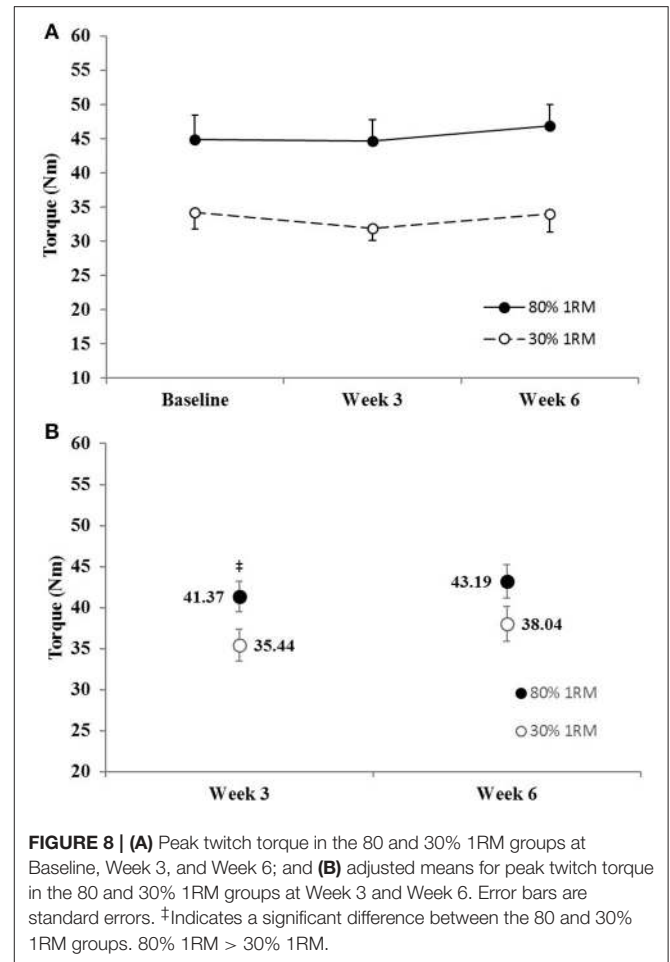 A
60
55
50
45
40
35
30
25
20
15
10
Torque (Nm)
80% 1RM
30% 1RM
Baseline Week 3 Week 6
B
60
55
50
45
40
35
30
25
20
Torque (Nm)
‡
41.37
35.44
43.19
38.04
80% 1RM
30% 1RM
Week 3 Week 6
FIGURE 8 | (A) Peak twitch torque in the 80 and 30% 1RM groups at
Baseline, Week 3, and Week 6; and (B) adjusted means for peak twitch torque
in the 80 and 30% 1RM groups at Week 3 and Week 6. Error bars are
standard errors. ‡Indicates a significant difference between the 80 and 30%
1RM groups. 80% 1RM > 30% 1RM.